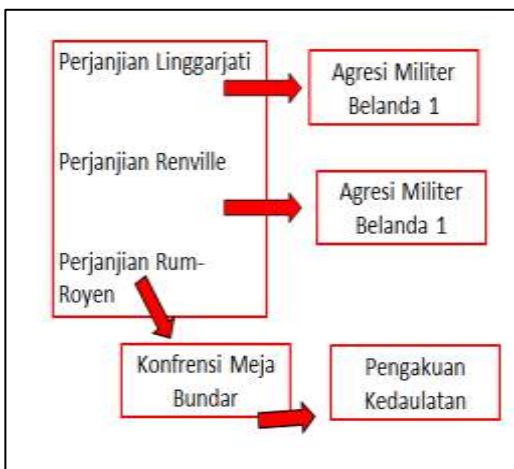 Perjanjian Linggarjati
Agresi Militer
Belanda 1
Perjanjian Renville
Agresi Militer
Belanda 1
Perjanjian Rum-
Royen
Konfrensi Meja
Bundar
Pengakuan
Kedaulatan